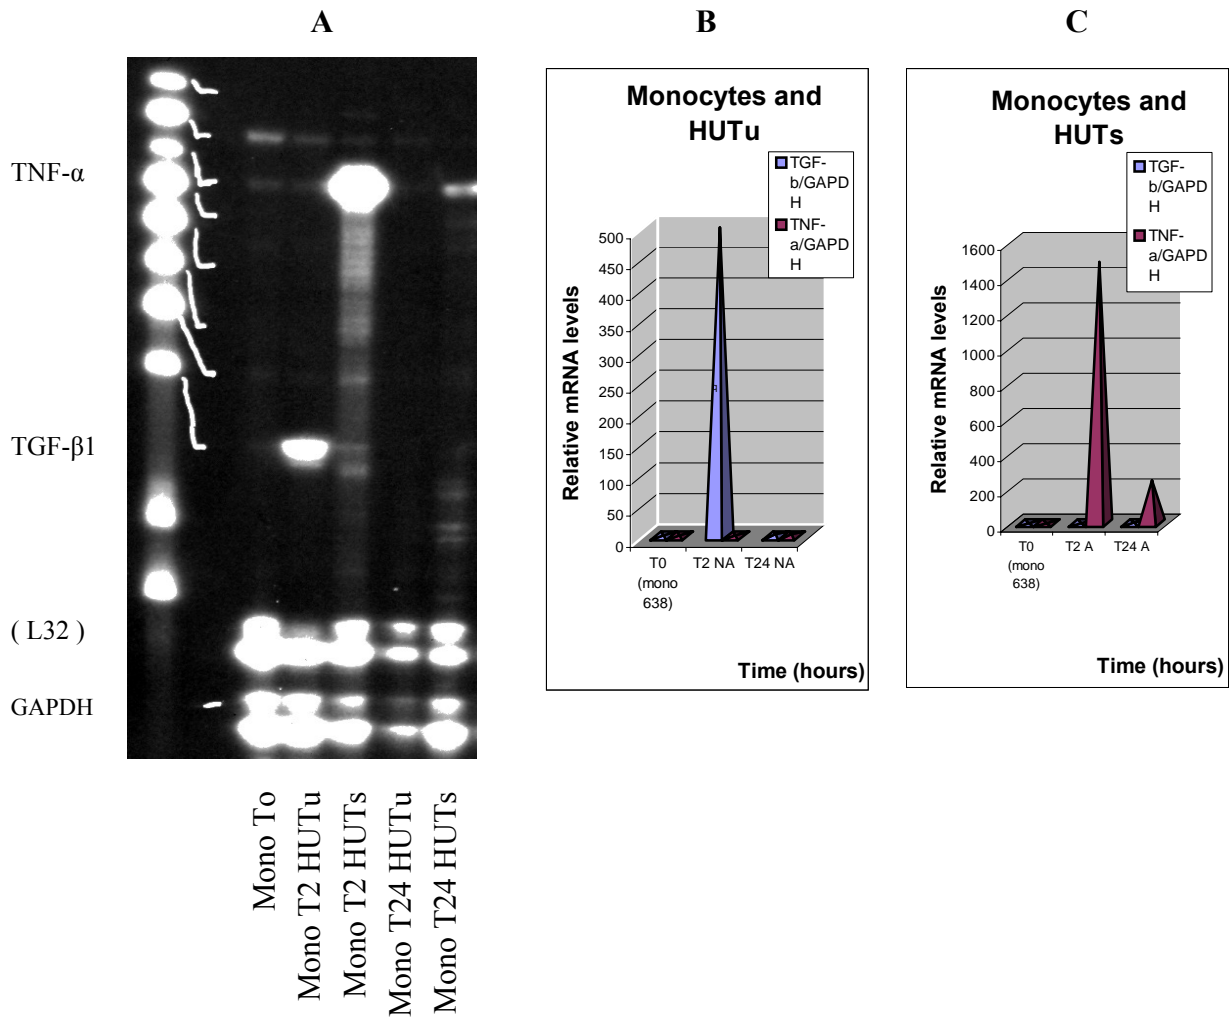 A
B
C
TNF-α
TGF-β1
( L32 )
GAPDH
Mono To
Mono T2 HUTu
Mono T2 HUTs
Mono T24 HUTu
Mono T24 HUTs
Monocytes and
HUTu
TGF-
b/GAPD
H
TNF-
a/GAPD
H
Relative mRNA levels
500
450
400
350
300
250
200
150
100
50
0
T0
(mono
638)
T2 NA
T24 NA
Time (hours)
Monocytes and
HUTs
TGF-
b/GAPD
H
TNF-
a/GAPD
H
Relative mRNA levels
1600
1400
1200
1000
800
600
400
200
0
T0
(mono
638)
T2 A
T24 A
Time (hours)